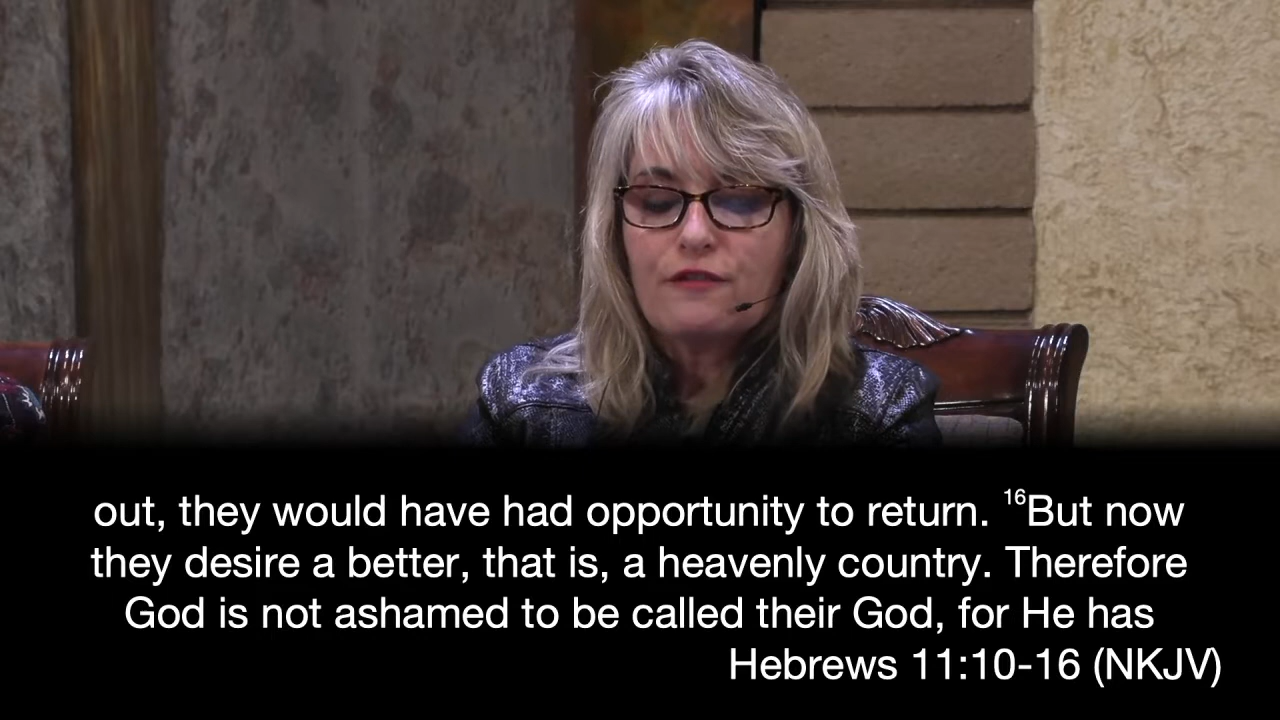 out, they would have had opportunity to return. ¹⁶But now
they desire a better, that is, a heavenly country. Therefore
God is not ashamed to be called their God, for He has
Hebrews 11:10-16 (NKJV)